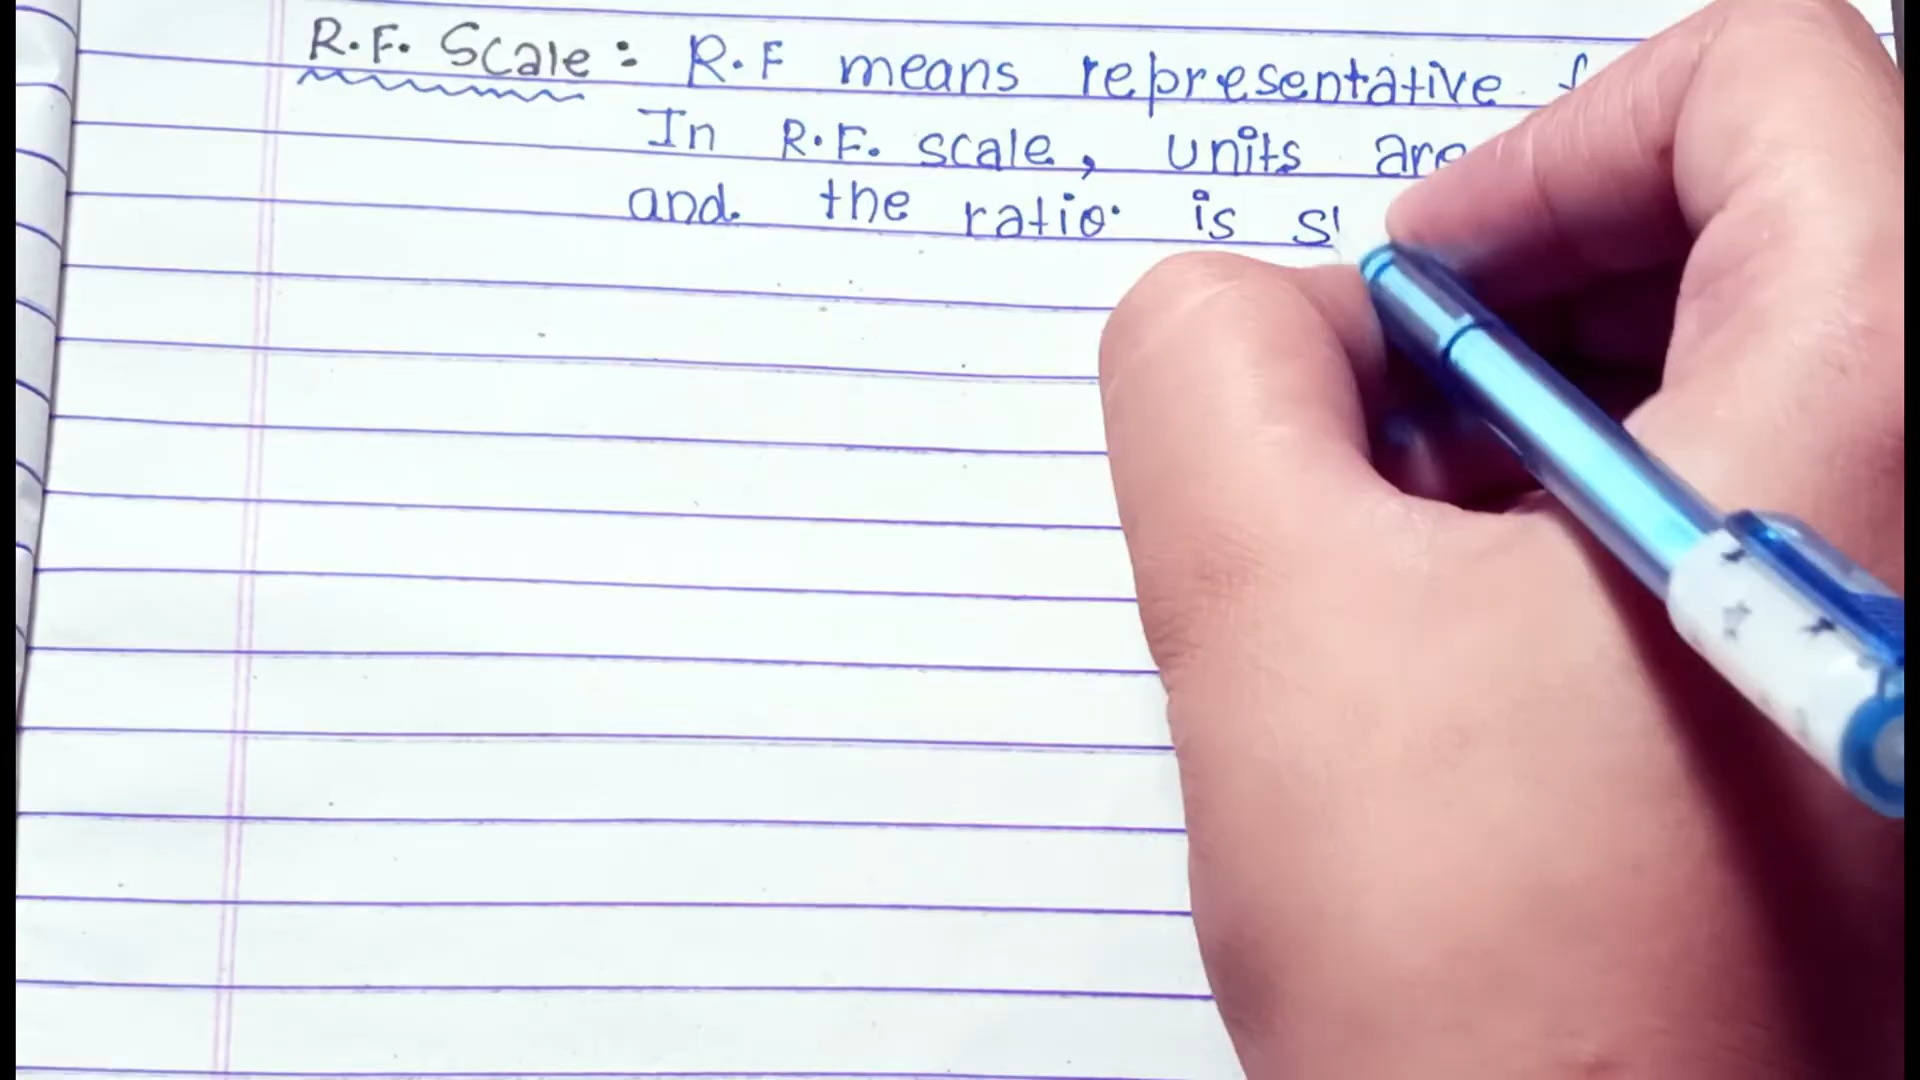 R.F. Scale: R.F means representative
In R.F. scale, units are
and the ratio is